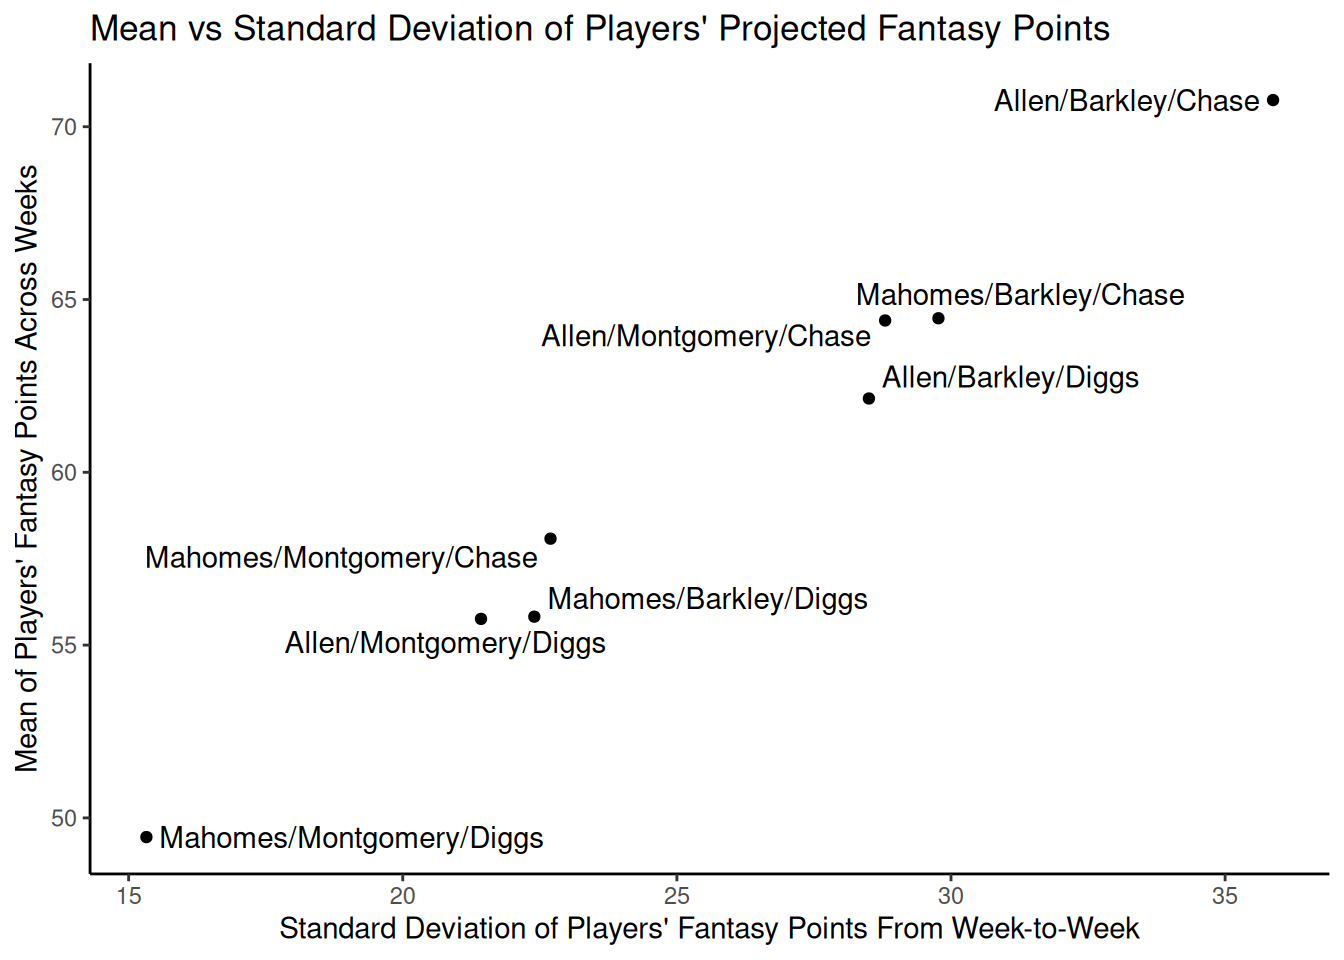 Mean vs Standard Deviation of Players' Projected Fantasy Points
Mean of Players' Fantasy Points Across Weeks
70
65
60
55
50
Allen/Barkley/Chase
Mahomes/Barkley/Chase
Allen/Montgomery/Chase
Allen/Barkley/Diggs
Mahomes/Montgomery/Chase
Mahomes/Barkley/Diggs
Allen/Montgomery/Diggs
Mahomes/Montgomery/Diggs
15 20 25 30 35
Standard Deviation of Players' Fantasy Points From Week-to-Week